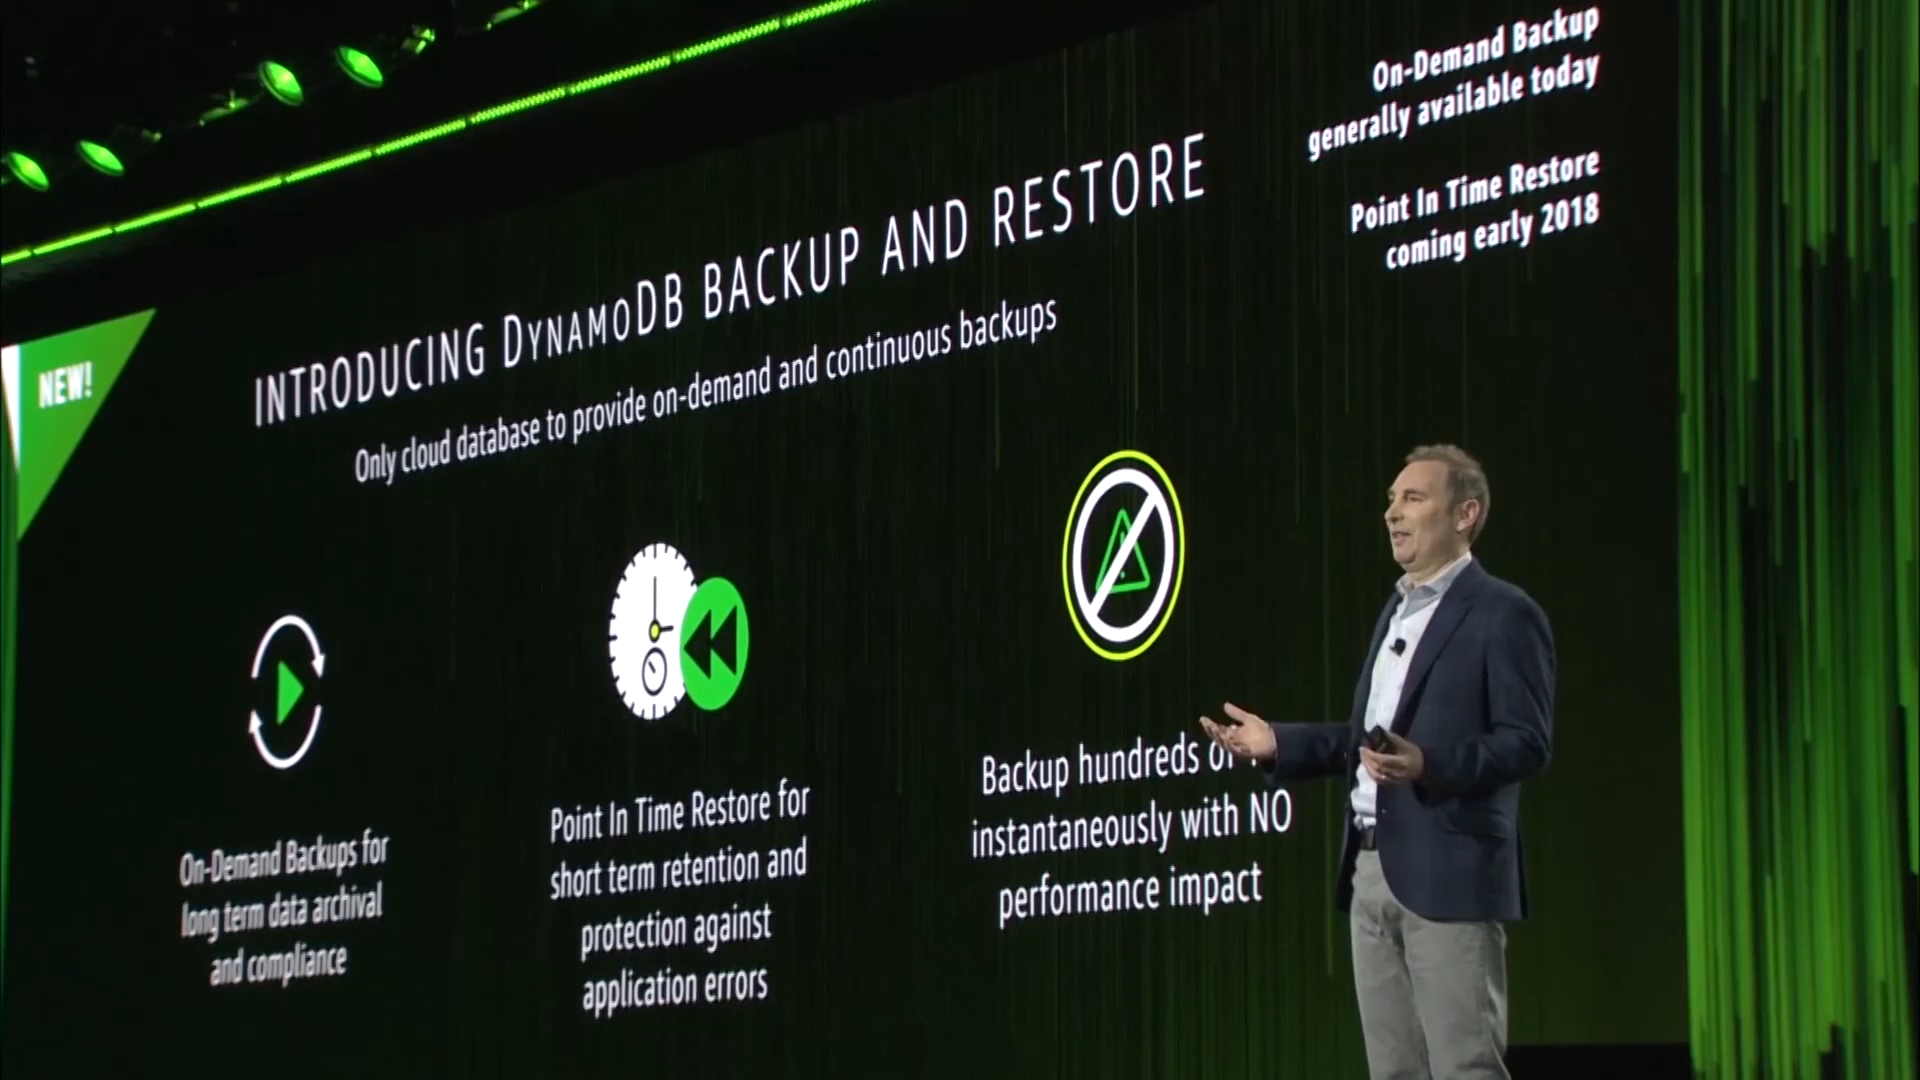 On-Demand Backup
generally available today
Point In Time Restore
coming early 2018
NEW!
INTRODUCING DYNAMODB BACKUP AND RESTORE
Only cloud database to provide on-demand and continuous backups
On-Demand Backups for
long term data archival
and compliance
Point In Time Restore for
short term retention and
protection against
application errors
Backup hundreds of
instantaneously with NO
performance impact